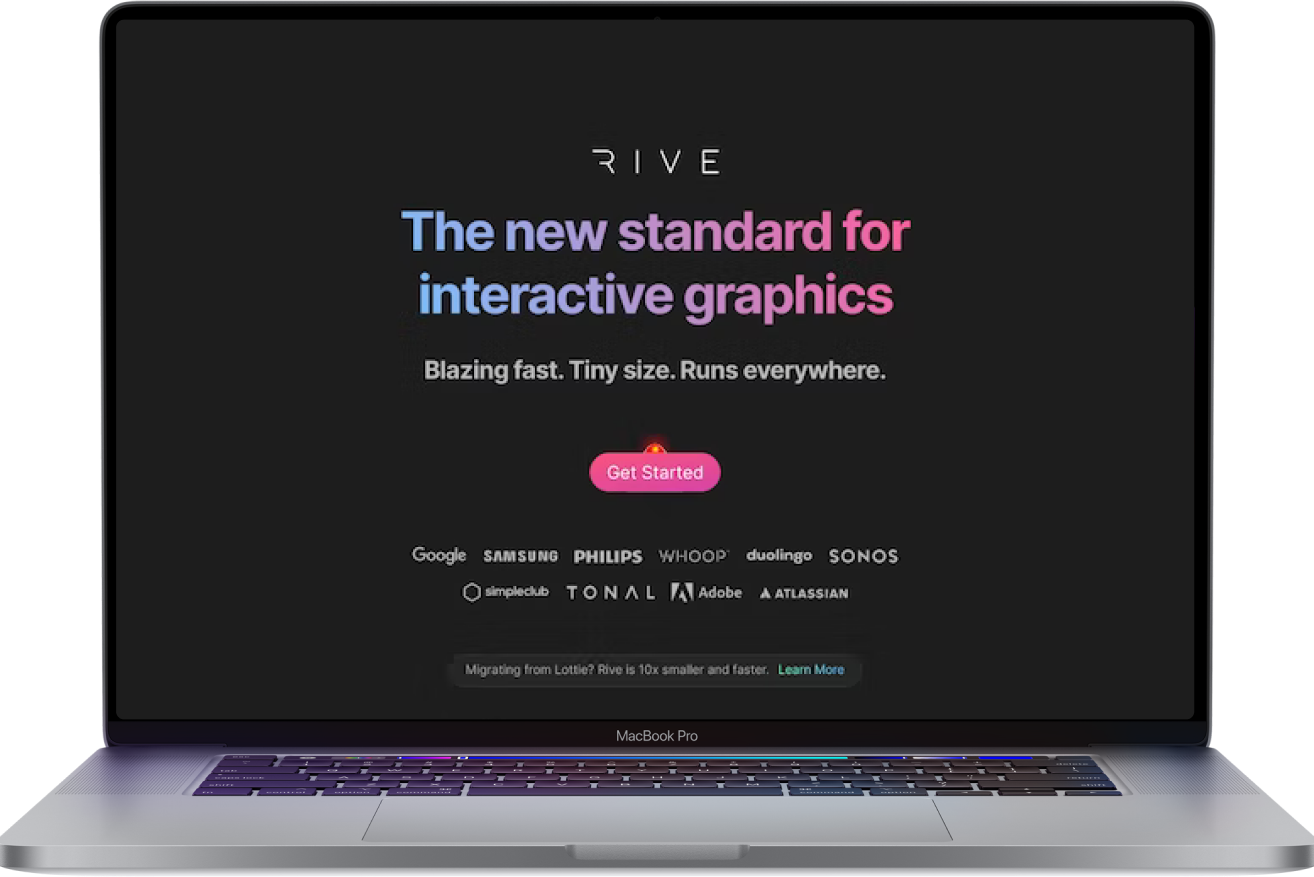 RIVE
The new standard for
interactive graphics
Blazing fast. Tiny size. Runs everywhere.
Get Started
Google SAMSUNG PHILIPS WHOOP duolingo SONOS
simpleclub TONAL Adobe ATLASSIAN
Migrating from Lottie? Rive is 10x smaller and faster. Learn More
MacBook Pro